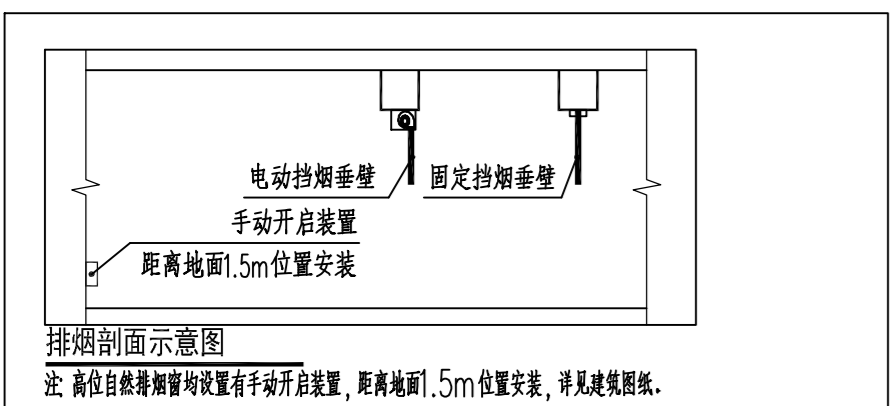 电动挡烟垂壁
固定挡烟垂壁
手动开启装置
距离地面1.5m位置安装
排烟剖面示意图
注: 高位自然排烟窗均设置有手动开启装置, 距离地面1.5m位置安装, 详见建筑图纸.